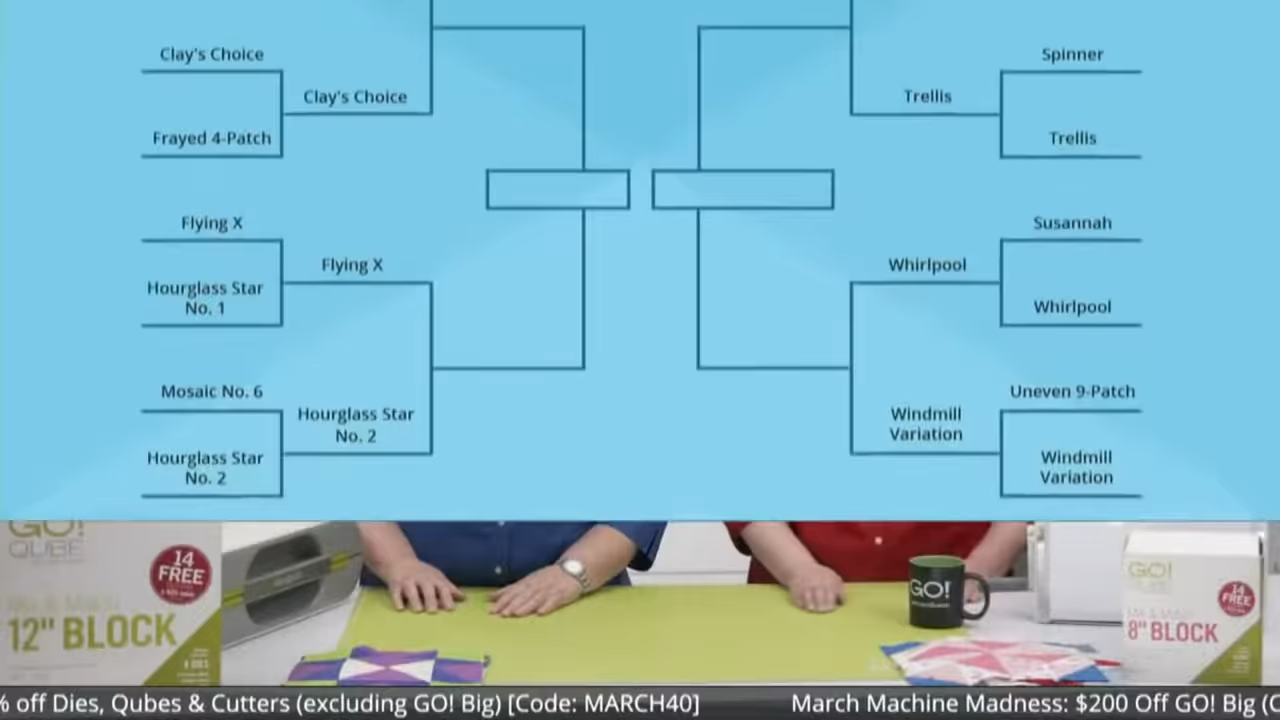 Clay's Choice
Clay's Choice
Frayed 4-Patch
Flying X
Flying X
Hourglass Star
No. 1
Mosaic No. 6
Hourglass Star
No. 2
Hourglass Star
No. 2
Spinner
Trellis
Trellis
Susannah
Whirlpool
Whirlpool
Uneven 9-Patch
Windmill
Variation
Windmill
Variation
GO!
QUBE
14
FREE
12" BLOCK
GO!
GO!
14
FREE
8" BLOCK
% off Dies, Qubes & Cutters (excluding GO! Big) [Code: MARCH40]
March Machine Madness: $200 Off GO! Big (C